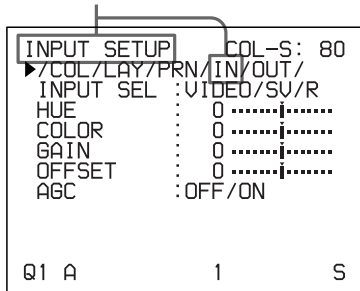 INPUT SETUP COL-S: 80
▶/COL/LAY/PRN/IN/OUT/
INPUT SEL :VIDEO/SV/R
HUE : 0
COLOR : 0
GAIN : 0
OFFSET : 0
AGC :OFF/ON
Q1 A 1 S